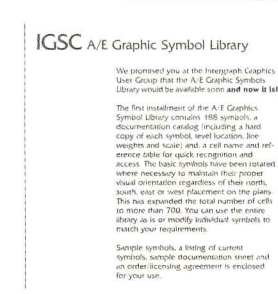 IGSC A/E Graphic Symbol Library
We promised you at the Intergraph Graphics
User Group that the A/E Graphics Symbols
Library would be available soon and now it is!
The first installment of the A/E Graphics
Symbol Library contains 188 symbols, a
documentation catalog (including a hard
copy of each symbol, level location, line
weights and scale) and, a cell name and ref-
erence table for quick recognition and
access. The basic symbols have been rotated
where necessary to maintain their proper
visual orientation regardless of their north,
south, east or west placement on the plans.
This has expanded the total number of cells
to more than 700. You can use the entire
library as is or modify individual symbols to
match your requirements.
Sample symbols, a listing of current
symbols, sample documentation sheet and
an order/licensing agreement is enclosed
for your use.